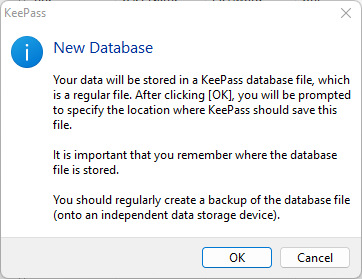 KeePass
New Database
Your data will be stored in a KeePass database file, which
is a regular file. After clicking [OK], you will be prompted
to specify the location where KeePass should save this
file.
It is important that you remember where the database
file is stored.
You should regularly create a backup of the database file
(onto an independent data storage device).
OK
Cancel